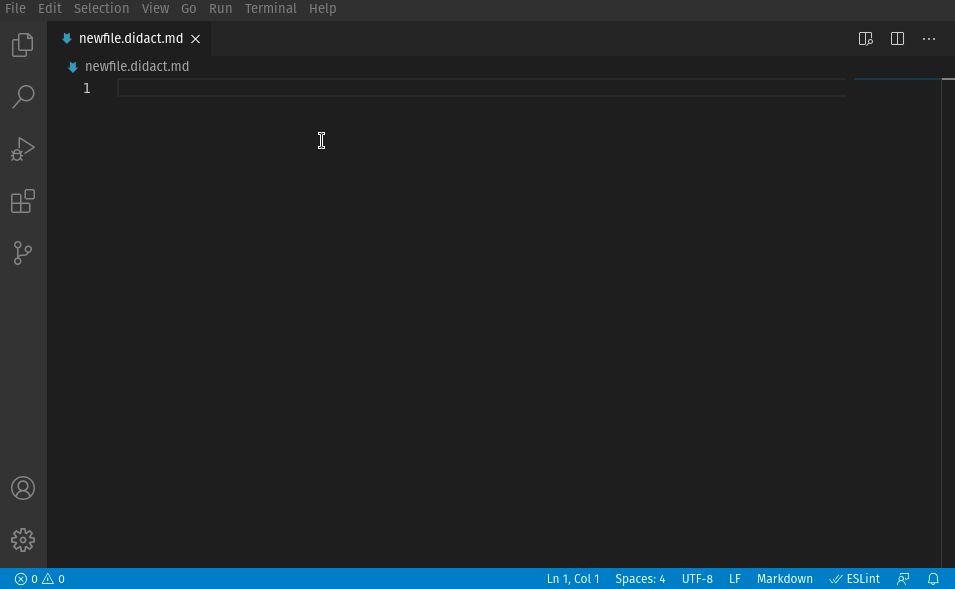 File Edit Selection View Go Run Terminal Help
newfile.didact.md
newfile.didact.md
1
0 0 Ln 1, Col 1 Spaces: 4 UTF-8 LF Markdown ESLint